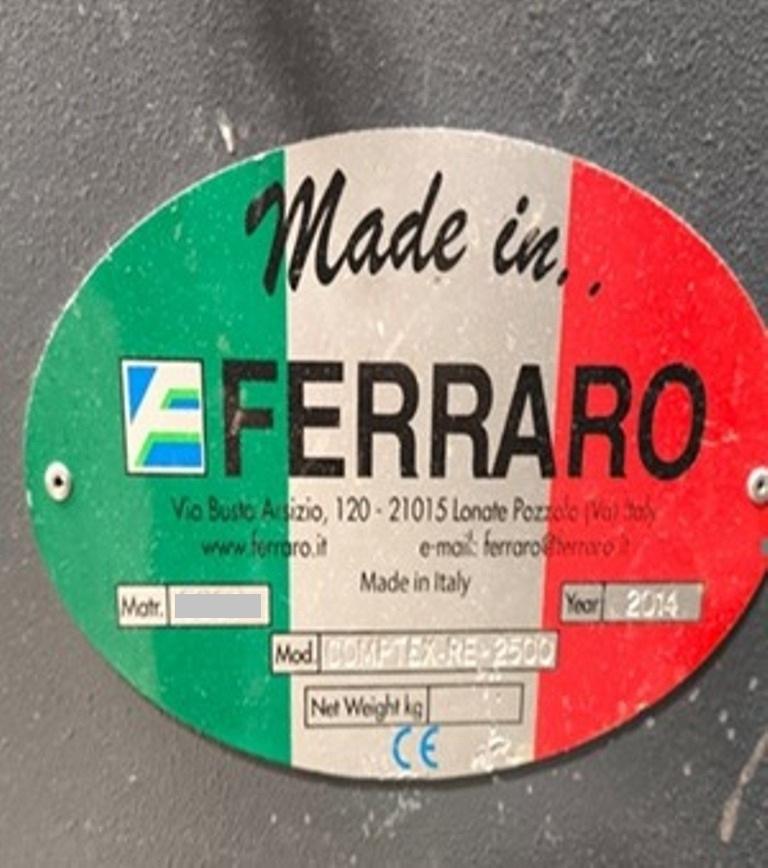 Made in..
FERRARO
Via Busto Arsizio, 120 - 21015 Lonate Pozzolo (Va) Italy
www.ferraro.it e-mail: ferraro@ferraro.it
Made in Italy
Matr. Year 2014
Mod. COMPTEX-RE-2500
Net Weight kg
CE